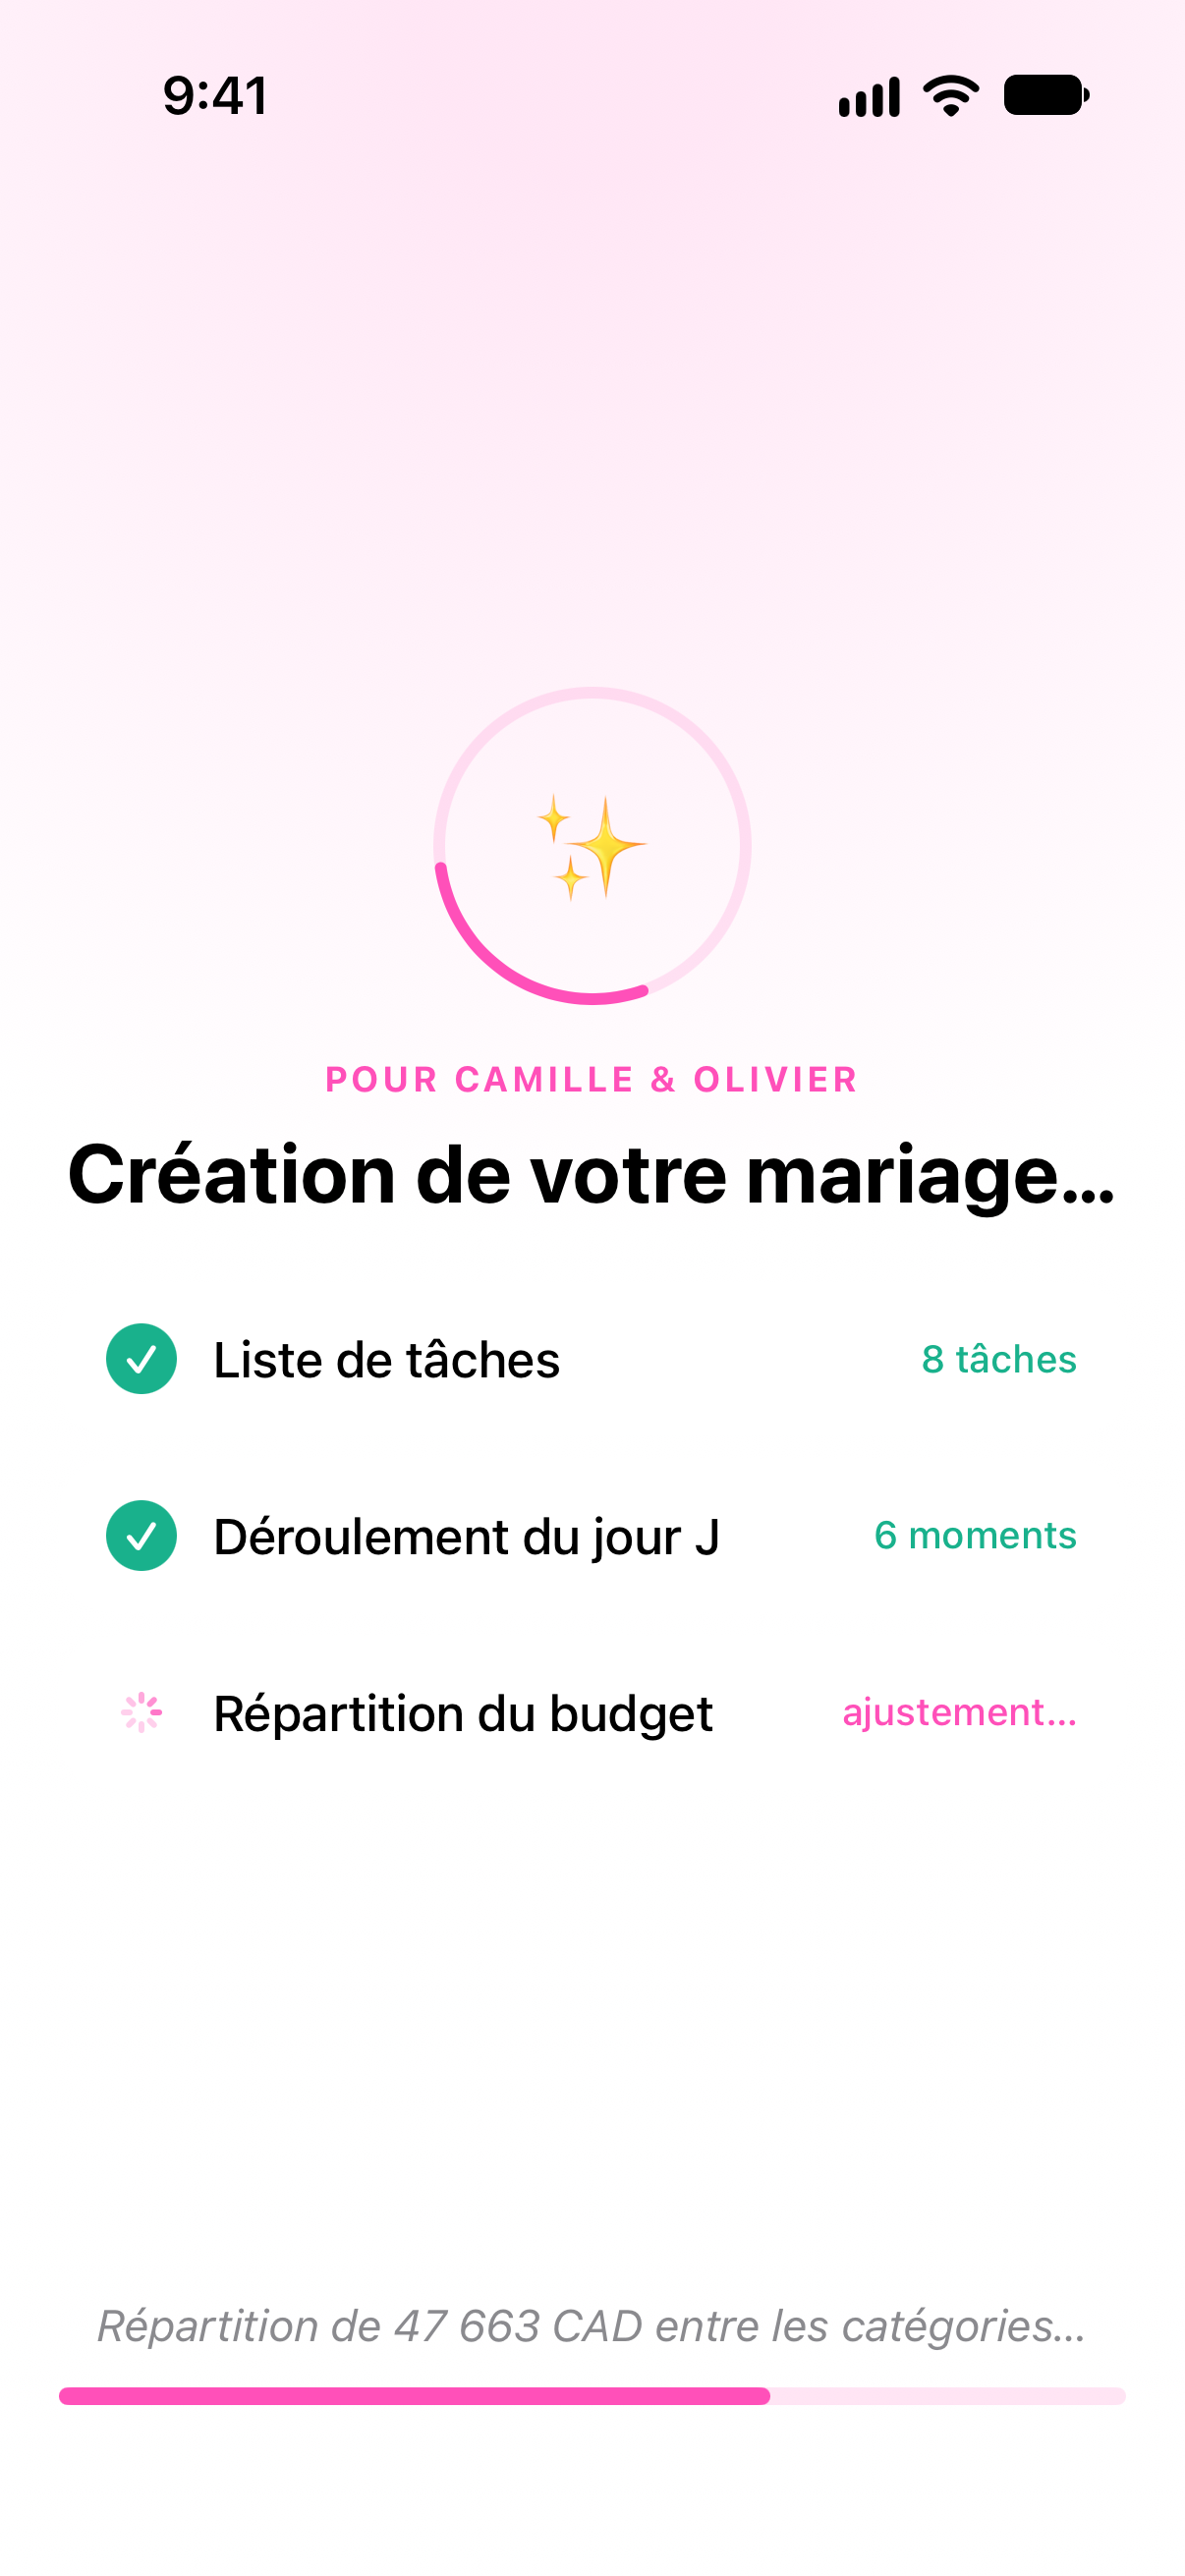 9:41
POUR CAMILLE & OLIVIER
Création de votre mariage…
Liste de tâches 8 tâches
Déroulement du jour J 6 moments
Répartition du budget ajustement…
Répartition de 47 663 CAD entre les catégories…